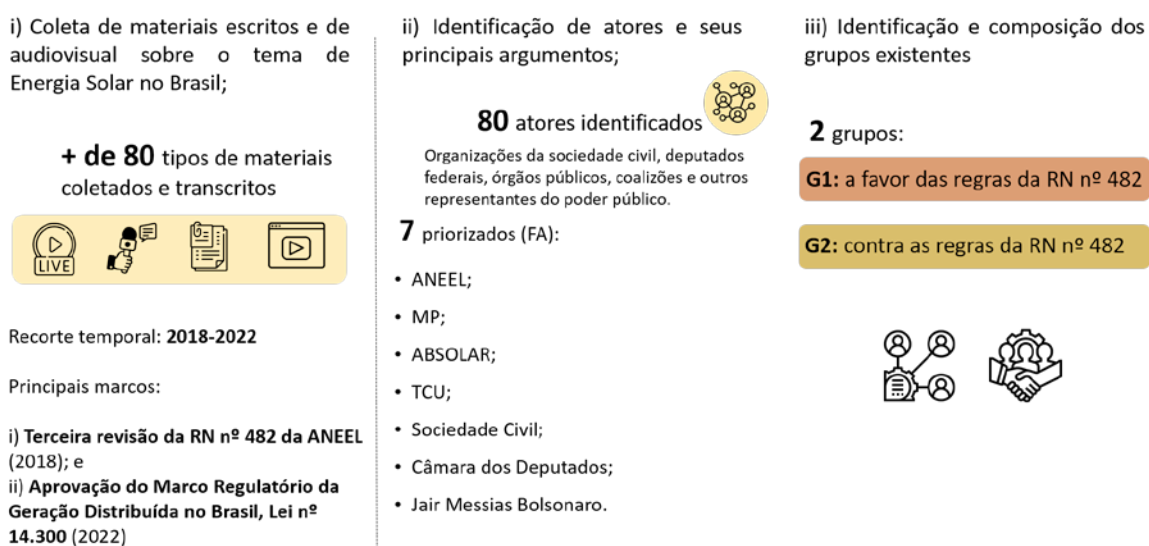 i) Coleta de materiais escritos e de
audiovisual sobre o tema de
Energia Solar no Brasil;
+ de 80 tipos de materiais
coletados e transcritos
LIVE
Recorte temporal: 2018-2022
Principais marcos:
i) Terceira revisão da RN nº 482 da ANEEL
(2018); e
ii) Aprovação do Marco Regulatório da
Geração Distribuída no Brasil, Lei nº
14.300 (2022)
ii) Identificação de atores e seus
principais argumentos;
80 atores identificados
Organizações da sociedade civil, deputados
federais, órgãos públicos, coalizões e outros
representantes do poder público.
7 priorizados (FA):
• ANEEL;
• MP;
• ABSOLAR;
• TCU;
• Sociedade Civil;
• Câmara dos Deputados;
• Jair Messias Bolsonaro.
iii) Identificação e composição dos
grupos existentes
2 grupos:
G1: a favor das regras da RN nº 482
G2: contra as regras da RN nº 482